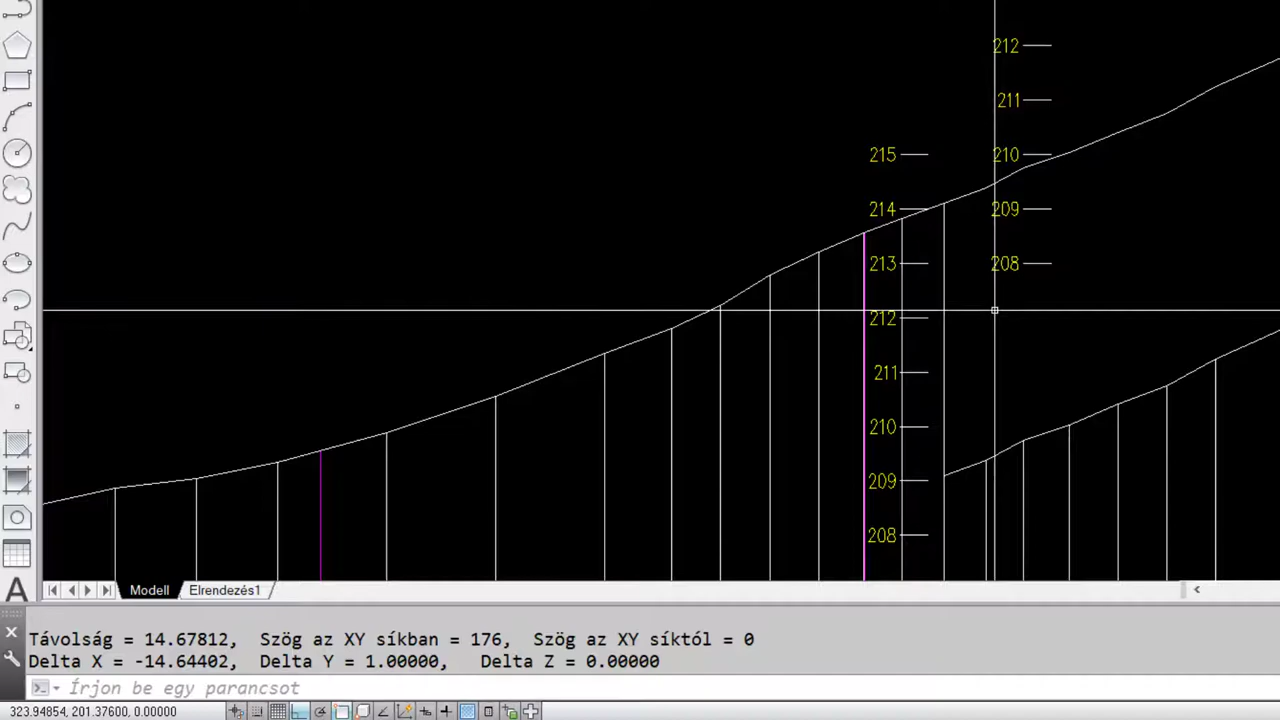 212
211
215
210
214
209
213
208
212
211
210
209
208
A
Modell
Elrendezés1
Távolság = 14.67812, Szög az XY síkban = 176, Szög az XY síktól = 0
Delta X = -14.64402, Delta Y = 1.00000, Delta Z = 0.00000
Írjon be egy parancsot
323.94854, 201.37600, 0.00000